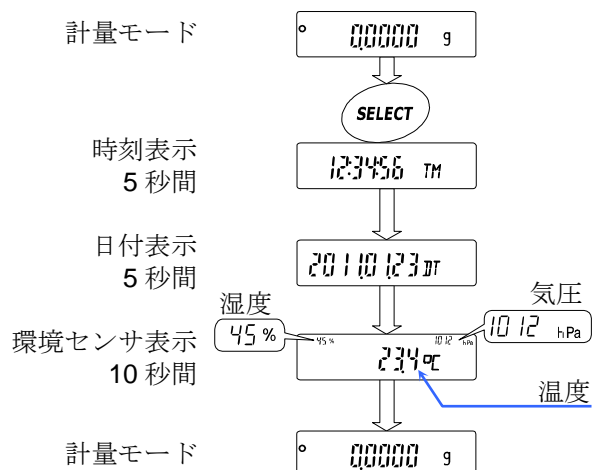 計量モード
0.0000 g
SELECT
時刻表示
5 秒間
12:34:56 TM
日付表示
5 秒間
2011.01.23 DT
湿度
45 %
気圧
1012 hPa
環境センサ表示
10 秒間
45 %
1012 hPa
23.4 ℃
温度
計量モード
0.0000 g